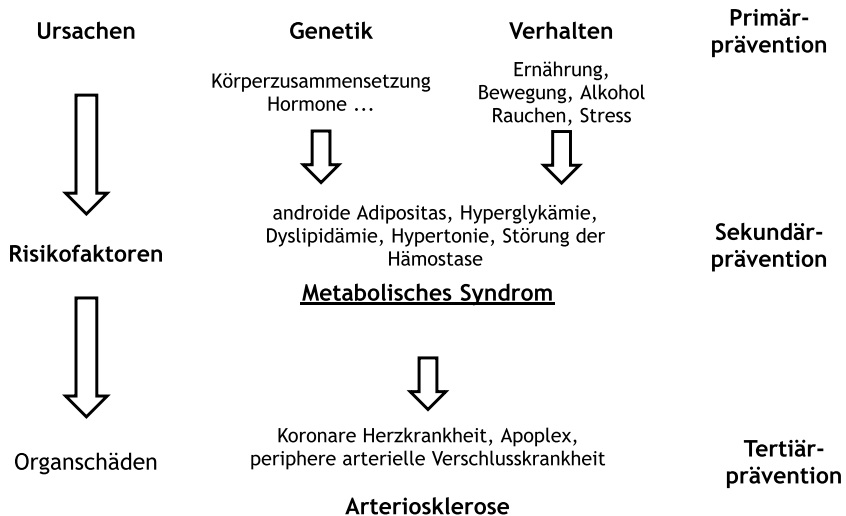 Ursachen
Genetik
Verhalten
Primär-
prävention
Körperzusammensetzung
Hormone ...
Ernährung,
Bewegung, Alkohol
Rauchen, Stress
Risikofaktoren
androide Adipositas, Hyperglykämie,
Dyslipidämie, Hypertonie, Störung der
Hämostase
Metabolisches Syndrom
Sekundär-
prävention
Organschäden
Koronare Herzkrankheit, Apoplex,
periphere arterielle Verschlusskrankheit
Arteriosklerose
Tertiär-
prävention